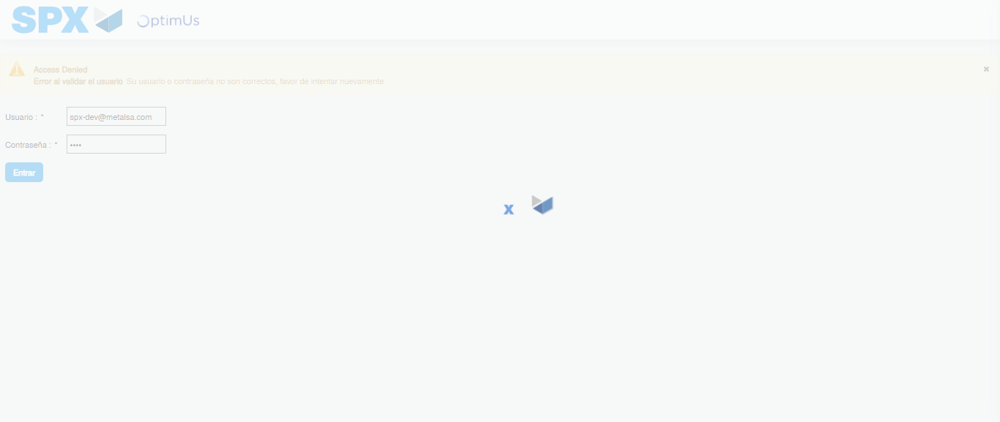 SPX OptimUs
Access Denied
Error al validar el usuario Su usuario o contraseña no son correctos, favor de intentar nuevamente
Usuario : * spx-dev@metalsa.com
Contraseña : * ••••
Entrar
X